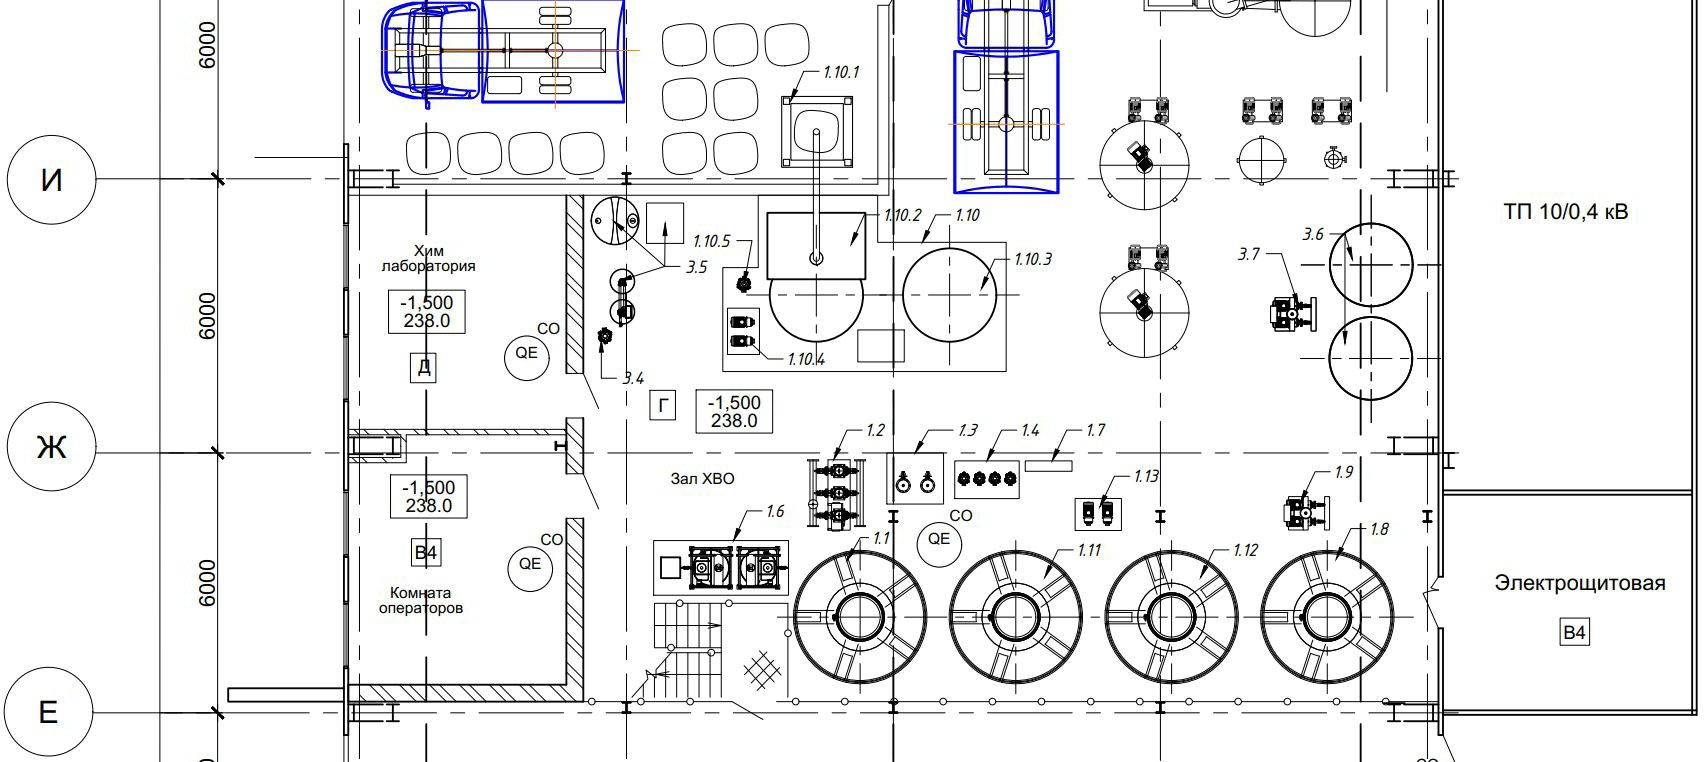 6000
1.10.1
И
ТП 10/0,4 кВ
1.10.2
1.10
1.10.5
3.5
1.10.3
3.7
3.6
Хим
лаборатория
-1,500
238.0
6000
СО
QE
Д
1.10.4
3.4
Г
-1,500
238.0
Ж
1.2
1.3
1.4
1.7
Зал ХВО
1.13
1.9
-1,500
238.0
1.6
СО
QE
1.1
1.11
1.12
1.8
В4
СО
QE
6000
Комната
операторов
Электрощитовая
В4
Е